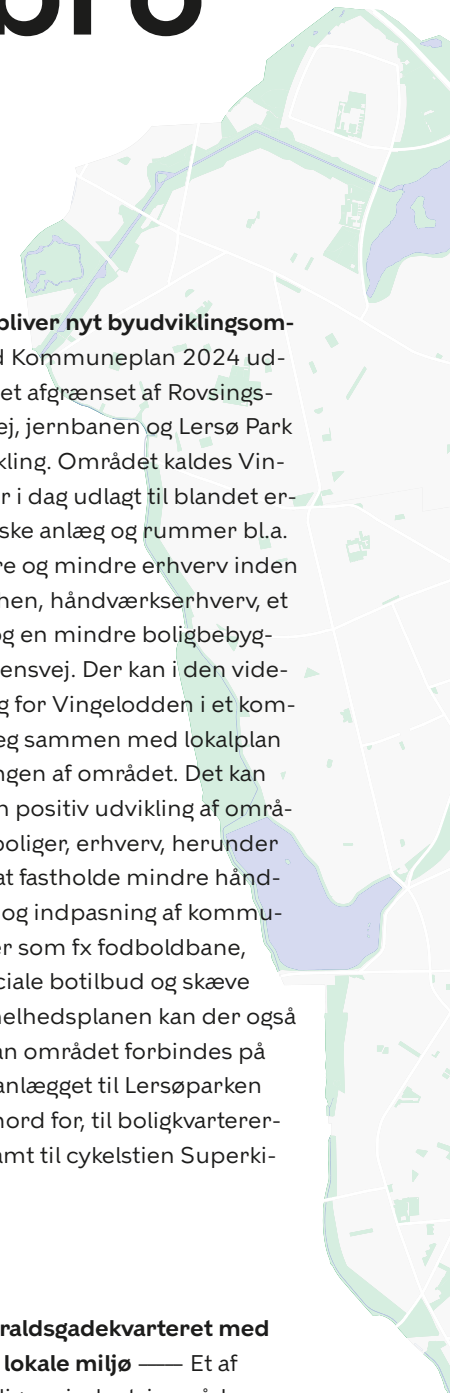 bro
bliver nyt byudviklingsom-
Kommuneplan 2024 ud-
et afgrænset af Rovsings-
ej, jernbanen og Lersø Park
kling. Området kaldes Vin-
r i dag udlagt til blandet er-
ske anlæg og rummer bl.a.
re og mindre erhverv inden
hen, håndværkserhverv, et
og en mindre boligbebyg-
ensvej. Der kan i den vide-
g for Vingelodden i et kom-
eg sammen med lokalplan
ngen af området. Det kan
n positiv udvikling af områ-
boliger, erhverv, herunder
at fastholde mindre hånd-
og indpasning af kommu-
er som fx fodboldbane,
ciale botilbud og skæve
helhedsplanen kan der også
an området forbindes på
anlægget til Lersøparken
nord for, til boligkvarterer-
amt til cykelstien Superki-
raldsgadekvarteret med
lokale miljø —— Et af